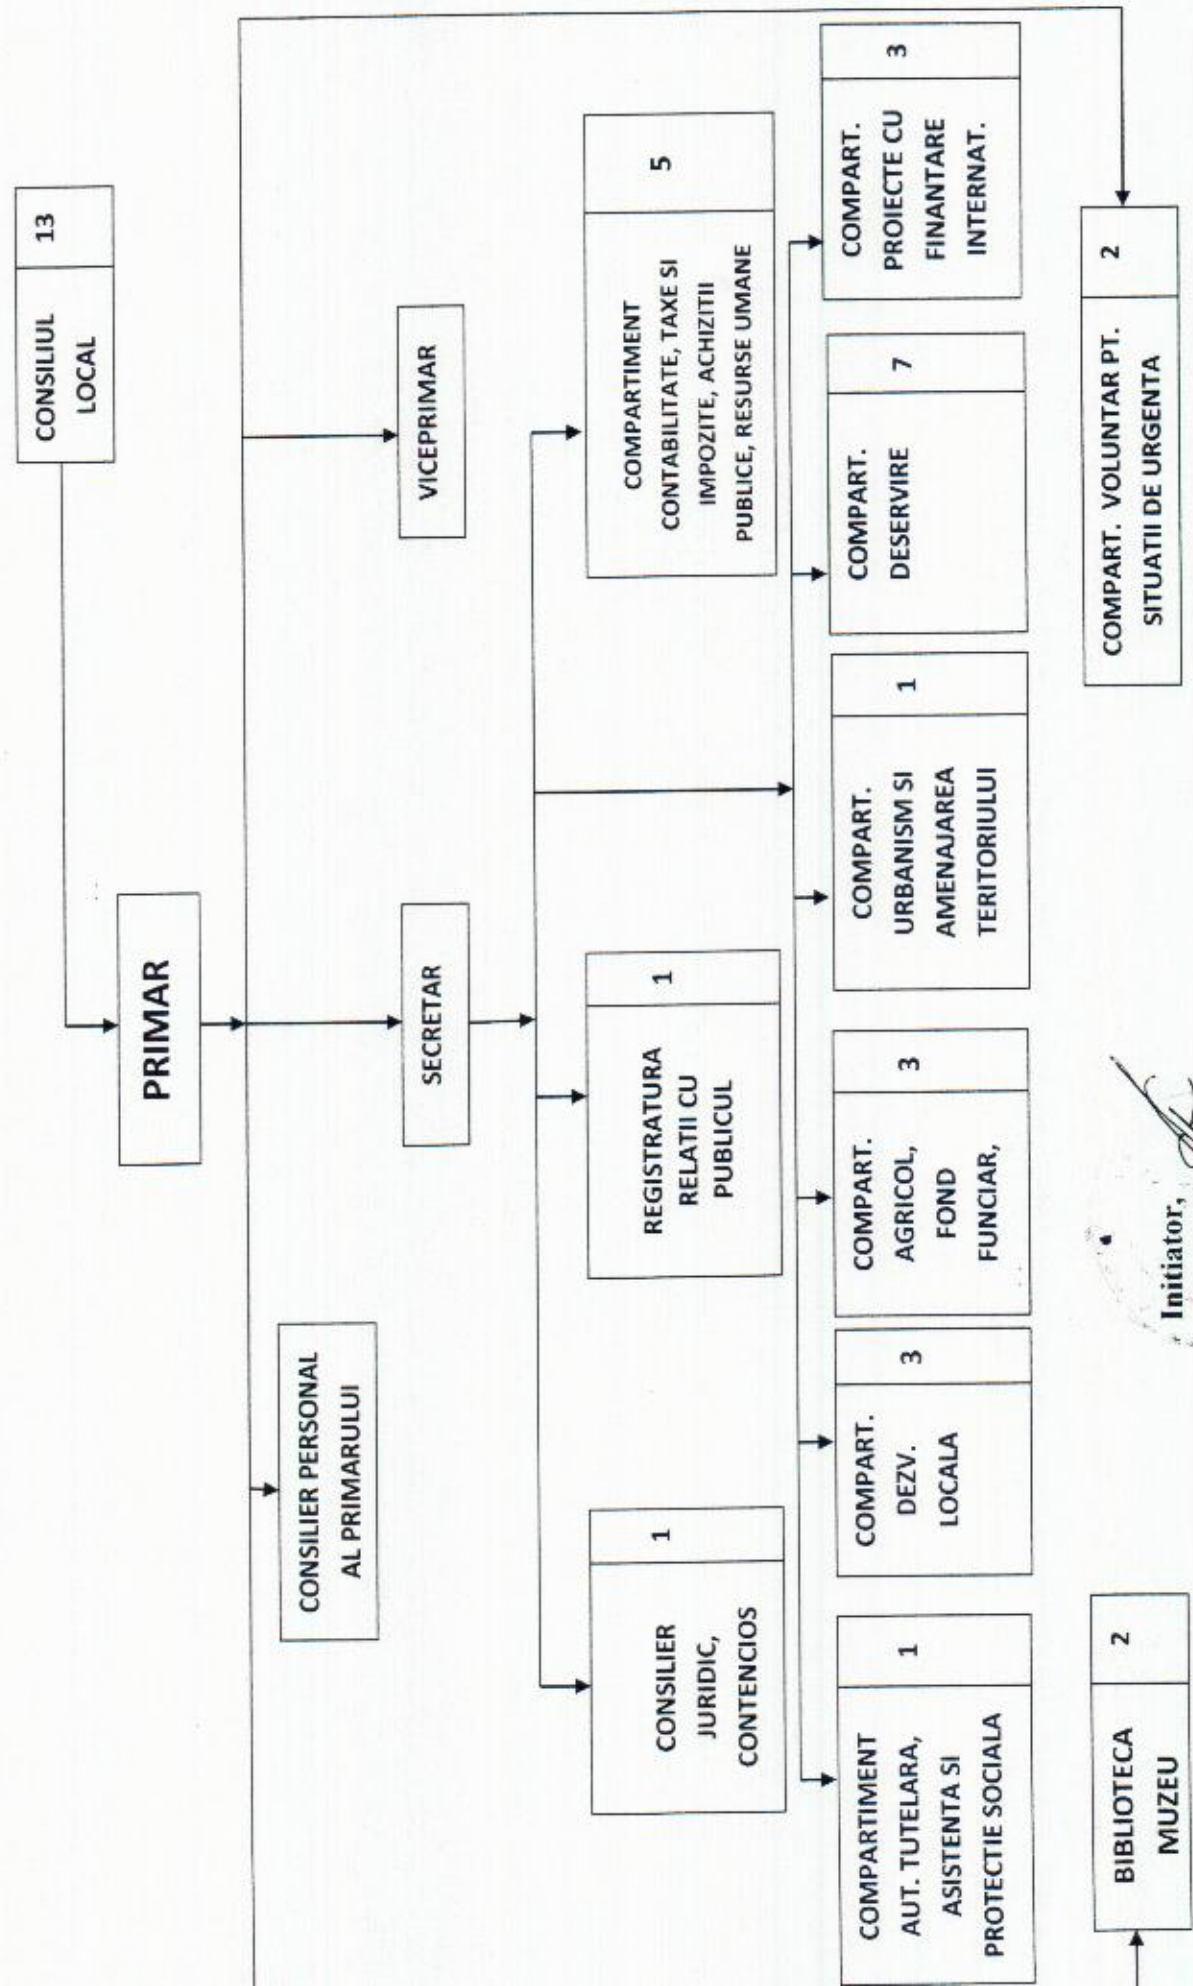 CONSILIUL
LOCAL
13
PRIMAR
CONSILIER PERSONAL
AL PRIMARULUI
SECRETAR
VICEPRIMAR
CONSILIER
JURIDIC,
CONTENCIOS
1
REGISTRATURA
RELATII CU
PUBLICUL
1
COMPARTIMENT
CONTABILITATE, TAXE SI
IMPOZITE, ACHIZITII
PUBLICE, RESURSE UMANE
5
COMPARTIMENT
AUT. TUTELARA,
ASISTENTA SI
PROTECTIE SOCIALA
1
COMPART.
DEZV.
LOCALA
3
COMPART.
AGRICOL,
FOND
FUNCIAR,
3
COMPART.
URBANISM SI
AMENAJAREA
TERITORIULUI
1
COMPART.
DESERVIRE
7
COMPART.
PROIECTE CU
FINANTARE
INTERNAT.
3
BIBLIOTECA
MUZEU
2
COMPART. VOLUNTAR PT.
SITUATII DE URGENTA
2
Initiator,